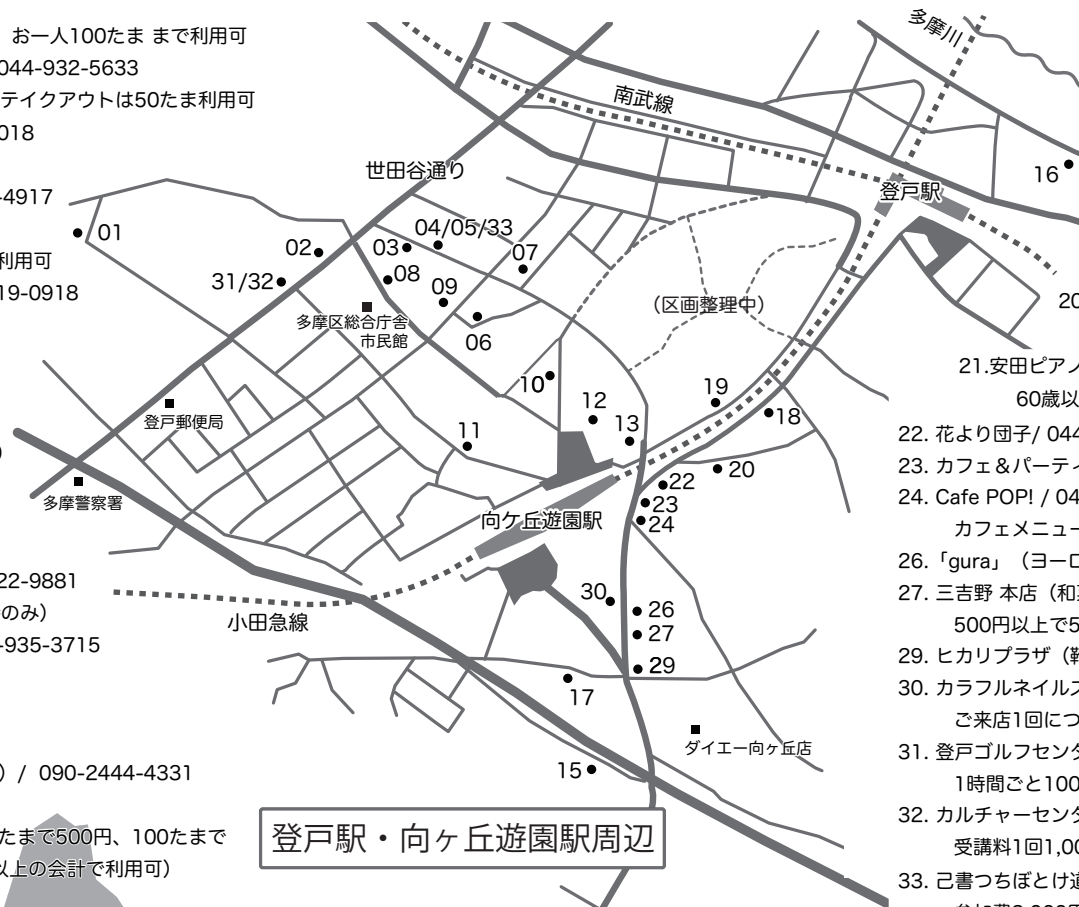 お一人100たま まで利用可
044-932-5633
テイクアウトは50たま利用可
018
-4917
利用可
19-0918
)
22-9881
のみ）
-935-3715
）/ 090-2444-4331
たまで500円、100たまで
以上の会計で利用可）
多摩川
南武線
世田谷通り
登戸駅
16
01
02
03
04/05/33
07
31/32
08
09
06
多摩区総合庁舎
市民館
（区画整理中）
10
12
13
19
18
11
登戸郵便局
多摩警察署
20
22
23
24
向ケ丘遊園駅
小田急線
30
26
27
29
17
15
ダイエー向ヶ丘店
登戸駅・向ヶ丘遊園駅周辺
20
21.安田ピアノ
60歳以
22. 花より団子/ 044
23. カフェ＆パーティ
24. Cafe POP! / 04
カフェメニュー
26.「gura」（ヨーロ
27. 三吉野 本店（和
500円以上で5
29. ヒカリプラザ（
30. カラフルネイルス
ご来店1回につ
31. 登戸ゴルフセンタ
1時間ごと100
32. カルチャーセンタ
受講料1回1,00
33. 己書つちぼとけ道